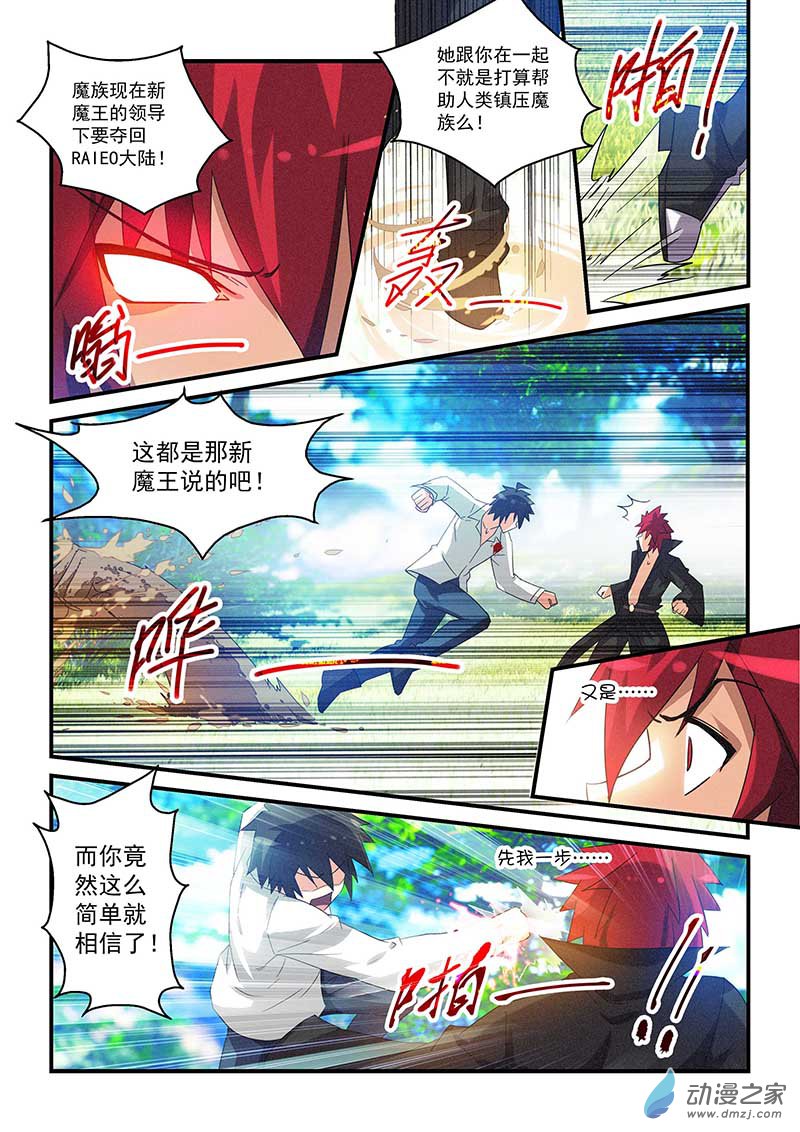 魔族现在新
魔王的领导
下要夺回
RAIEO大陆！
她跟你在一起
不就是打算帮
助人类镇压魔
族么！
啪！
轰——
嘣——
这都是那新
魔王说的吧！
咋——
又是……
而你竟
然这么
简单就
相信了！
先我一步……
啪——!!
动漫之家
www.dmzj.com